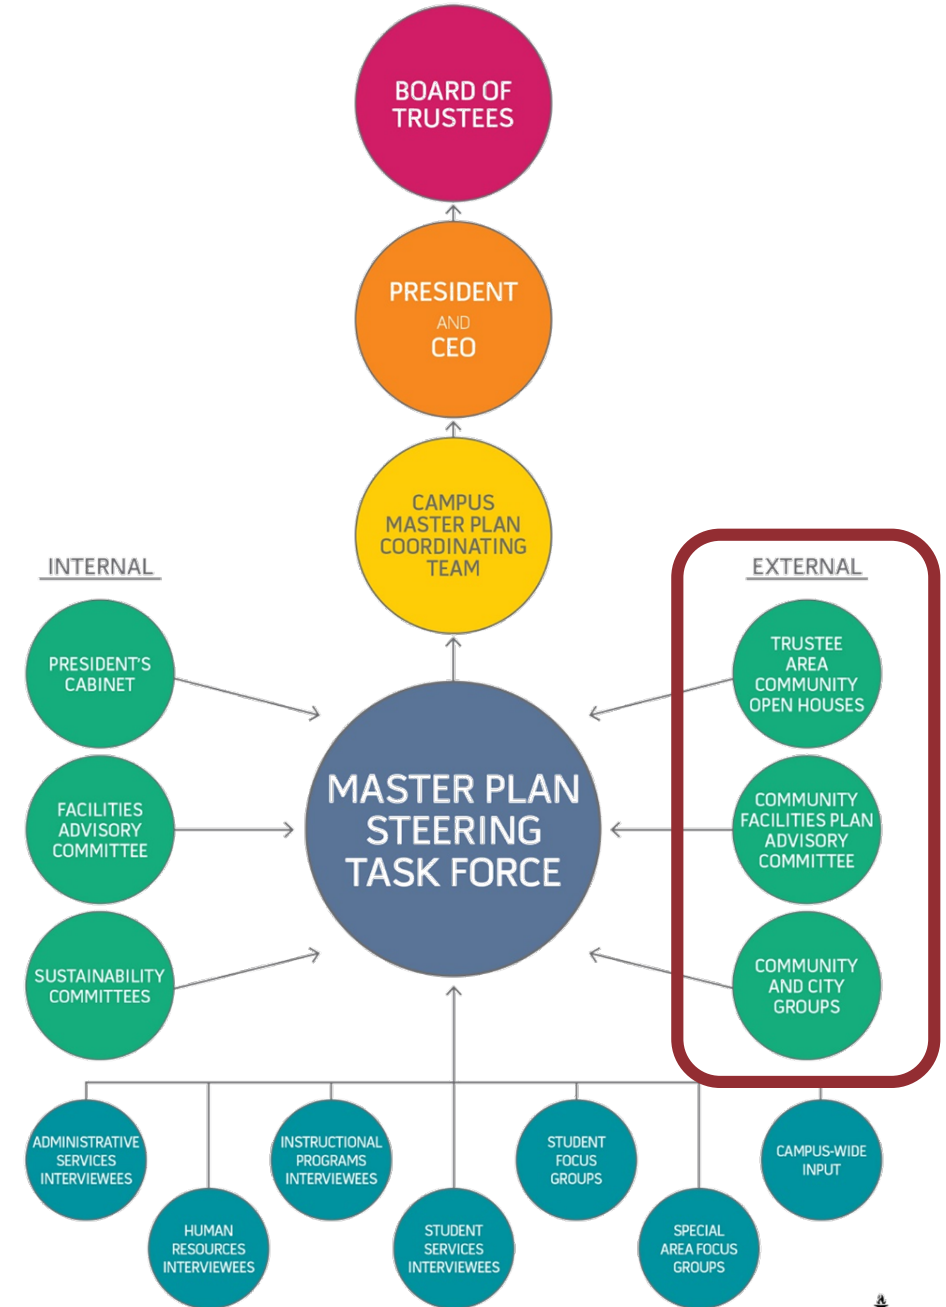 BOARD OF
TRUSTEES
PRESIDENT
AND
CEO
CAMPUS
MASTER PLAN
COORDINATING
TEAM
INTERNAL
PRESIDENT'S
CABINET
FACILITIES
ADVISORY
COMMITTEE
SUSTAINABILITY
COMMITTEES
MASTER PLAN
STEERING
TASK FORCE
EXTERNAL
TRUSTEE
AREA
COMMUNITY
OPEN HOUSES
COMMUNITY
FACILITIES PLAN
ADVISORY
COMMITTEE
COMMUNITY
AND CITY
GROUPS
ADMINISTRATIVE
SERVICES
INTERVIEWEES
HUMAN
RESOURCES
INTERVIEWEES
INSTRUCTIONAL
PROGRAMS
INTERVIEWEES
STUDENT
SERVICES
INTERVIEWEES
STUDENT
FOCUS
GROUPS
SPECIAL
AREA FOCUS
GROUPS
CAMPUS-WIDE
INPUT